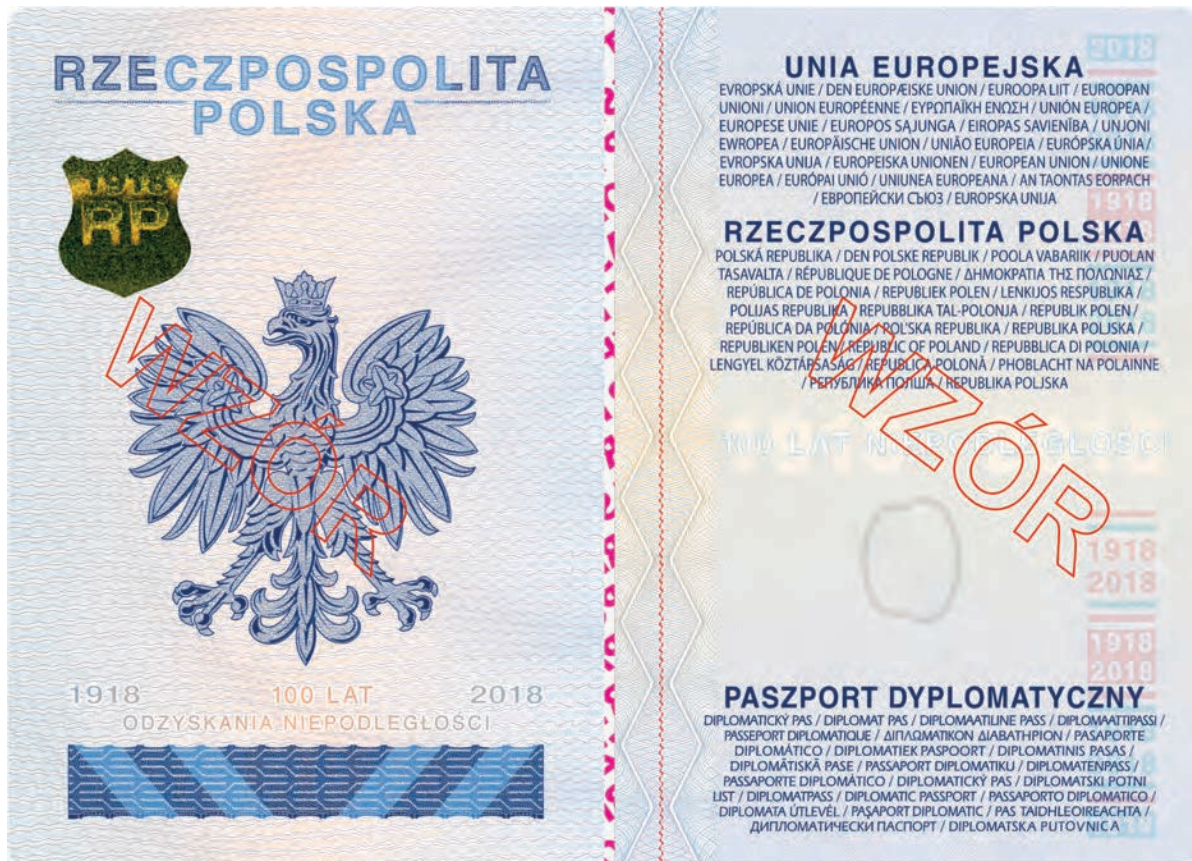 RZECZPOSPOLITA
POLSKA
RP
WZÓR
1918 100 LAT 2018
ODZYSKANIA NIEPODLEGŁOŚCI
2018
UNIA EUROPEJSKA
EVROPSKÁ UNIE / DEN EUROPÆISKE UNION / EUROOPA LIIT / EUROOPAN
UNIONI / UNION EUROPÉENNE / ΕΥΡΩΠΑΪΚΗ ΕΝΩΣΗ / UNIÓN EUROPEA /
EUROPESE UNIE / EUROPOS SĄJUNGA / EIROPAS SAVIENĪBA / UNJONI
EWROPEA / EUROPÄISCHE UNION / UNIÃO EUROPEIA / EURÓPSKA ÚNIA /
EVROPSKA UNIJA / EUROPEISKA UNIONEN / EUROPEAN UNION / UNIONE
EUROPEA / EURÓPAI UNIÓ / UNIUNEA EUROPEANA / AN TAONTAS EORPACH
/ ЕВРОПЕЙСКИ СЪЮЗ / EUROPSKA UNIJA
1918
RZECZPOSPOLITA POLSKA
POLSKÁ REPUBLIKA / DEN POLSKE REPUBLIK / POOLA VABARIIK / PUOLAN
TASAVALTA / RÉPUBLIQUE DE POLOGNE / ΔΗΜΟΚΡΑΤΙΑ ΤΗΣ ΠΟΛΩΝΙΑΣ /
REPÚBLICA DE POLONIA / REPUBLIEK POLEN / LENKIJOS RESPUBLIKA /
POLIJAS REPUBLIKA / REPUBBLIKA TAL-POLONJA / REPUBLIK POLEN /
REPÚBLICA DA POLÓNIA / POL'SKA REPUBLIKA / REPUBLIKA POLJSKA /
REPUBLIKEN POLEN / REPUBLIC OF POLAND / REPUBBLICA DI POLONIA /
LENGYEL KÖZTÁRSASÁG / REPUBLICA POLONĂ / PHOBLACHT NA POLAINNE
/ РЕПУБЛИКА ПОЛША / REPUBLIKA POLJSKA
WZÓR
100 LAT NIEPODLEGŁOŚCI
1918
2018
1918
2018
PASZPORT DYPLOMATYCZNY
DIPLOMATICKÝ PAS / DIPLOMAT PAS / DIPLOMAATILINE PASS / DIPLOMAATTIPASSI /
PASSEPORT DIPLOMATIQUE / ΔΙΠΛΩΜΑΤΙΚΟΝ ΔΙΑΒΑΤΗΡΙΟΝ / PASAPORTE
DIPLOMÁTICO / DIPLOMATIEK PASPOORT / DIPLOMATINIS PASAS /
DIPLOMĀTISKĀ PASE / PASSAPORT DIPLOMATIKU / DIPLOMATENPASS /
PASSAPORTE DIPLOMÁTICO / DIPLOMATICKÝ PAS / DIPLOMATSKI POTNI
LIST / DIPLOMATPASS / DIPLOMATIC PASSPORT / PASSAPORTO DIPLOMATICO /
DIPLOMATA ÚTLEVÉL / PAȘAPORT DIPLOMATIC / PAS TAIDHLEOIREACHTA /
ДИПЛОМАТИЧЕСКИ ПАСПОРТ / DIPLOMATSKA PUTOVNICA